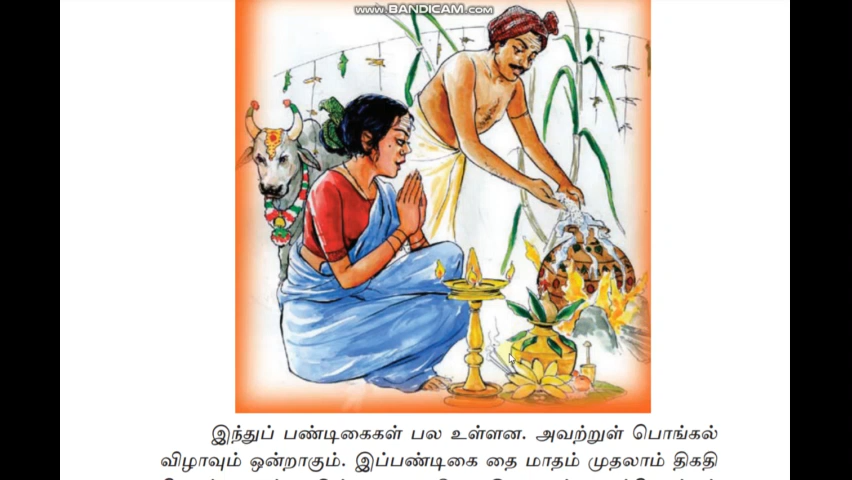 www.BANDICAM.com
இந்துப் பண்டிகைகள் பல உள்ளன. அவற்றுள் பொங்கல்
விழாவும் ஒன்றாகும். இப்பண்டிகை தை மாதம் முதலாம் திகதி